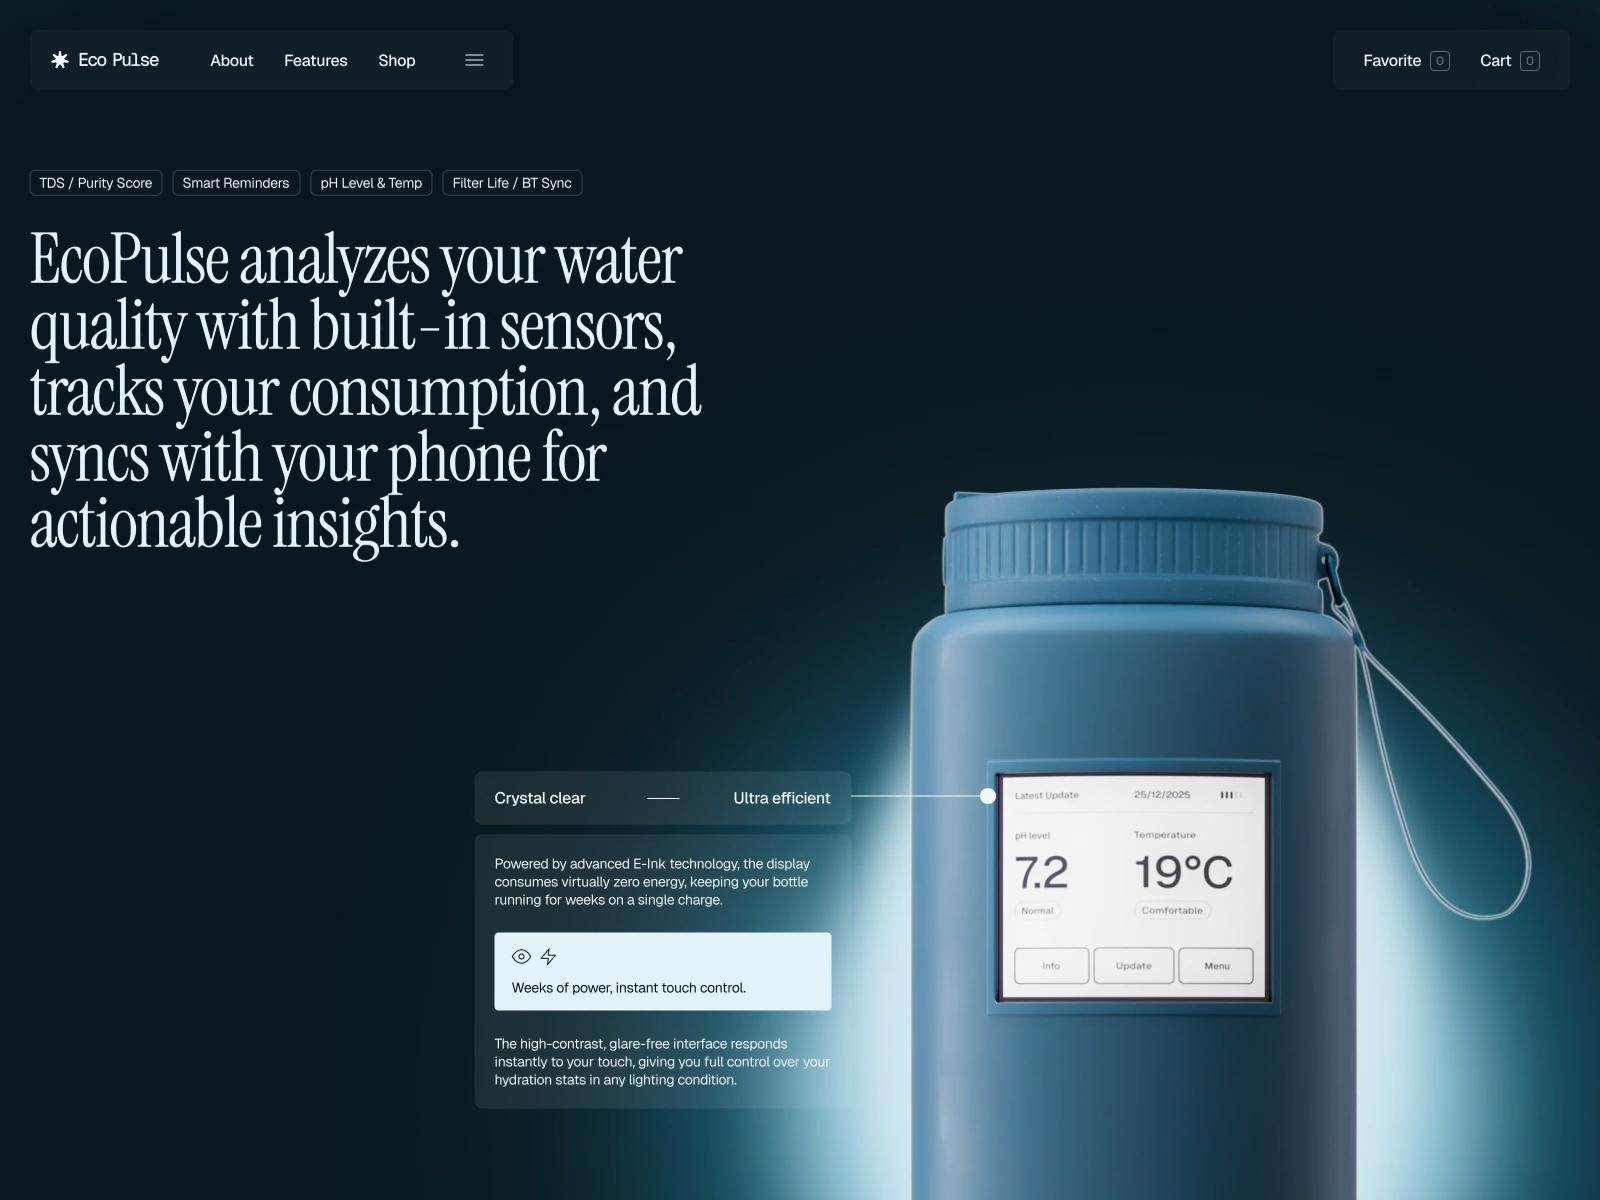 Eco Pulse
About
Features
Shop
Favorite 0
Cart 0
TDS / Purity Score
Smart Reminders
pH Level & Temp
Filter Life / BT Sync
EcoPulse analyzes your water
quality with built-in sensors,
tracks your consumption, and
syncs with your phone for
actionable insights.
Crystal clear
Ultra efficient
Powered by advanced E-Ink technology, the display
consumes virtually zero energy, keeping your bottle
running for weeks on a single charge.
Weeks of power, instant touch control.
The high-contrast, glare-free interface responds
instantly to your touch, giving you full control over your
hydration stats in any lighting condition.
Latest Update
25/12/2025
pH level
Temperature
7.2
19°C
Normal
Comfortable
Info
Update
Menu